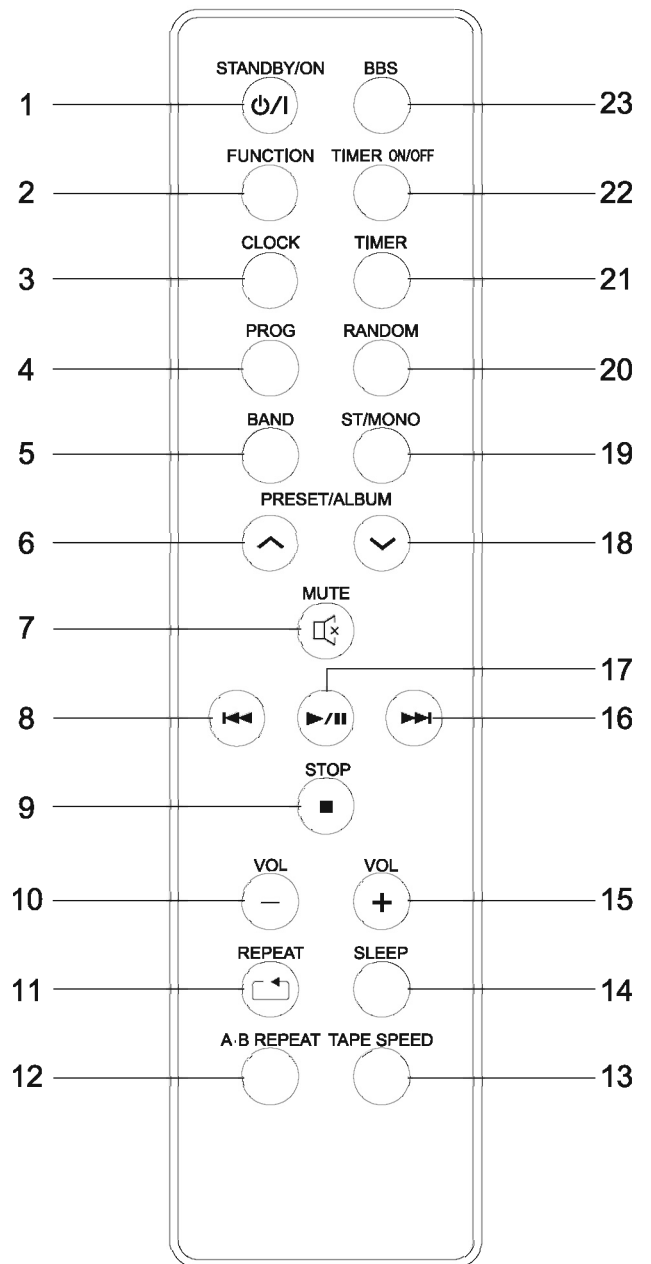 STANDBY/ON BBS
1 ⏻/I 23
FUNCTION TIMER ON/OFF
2 22
CLOCK TIMER
3 21
PROG RANDOM
4 20
BAND ST/MONO
5 19
PRESET/ALBUM
6 18
MUTE
7
17
8 16
STOP
9
VOL VOL
10 − + 15
REPEAT SLEEP
11 14
A·B REPEAT TAPE SPEED
12 13